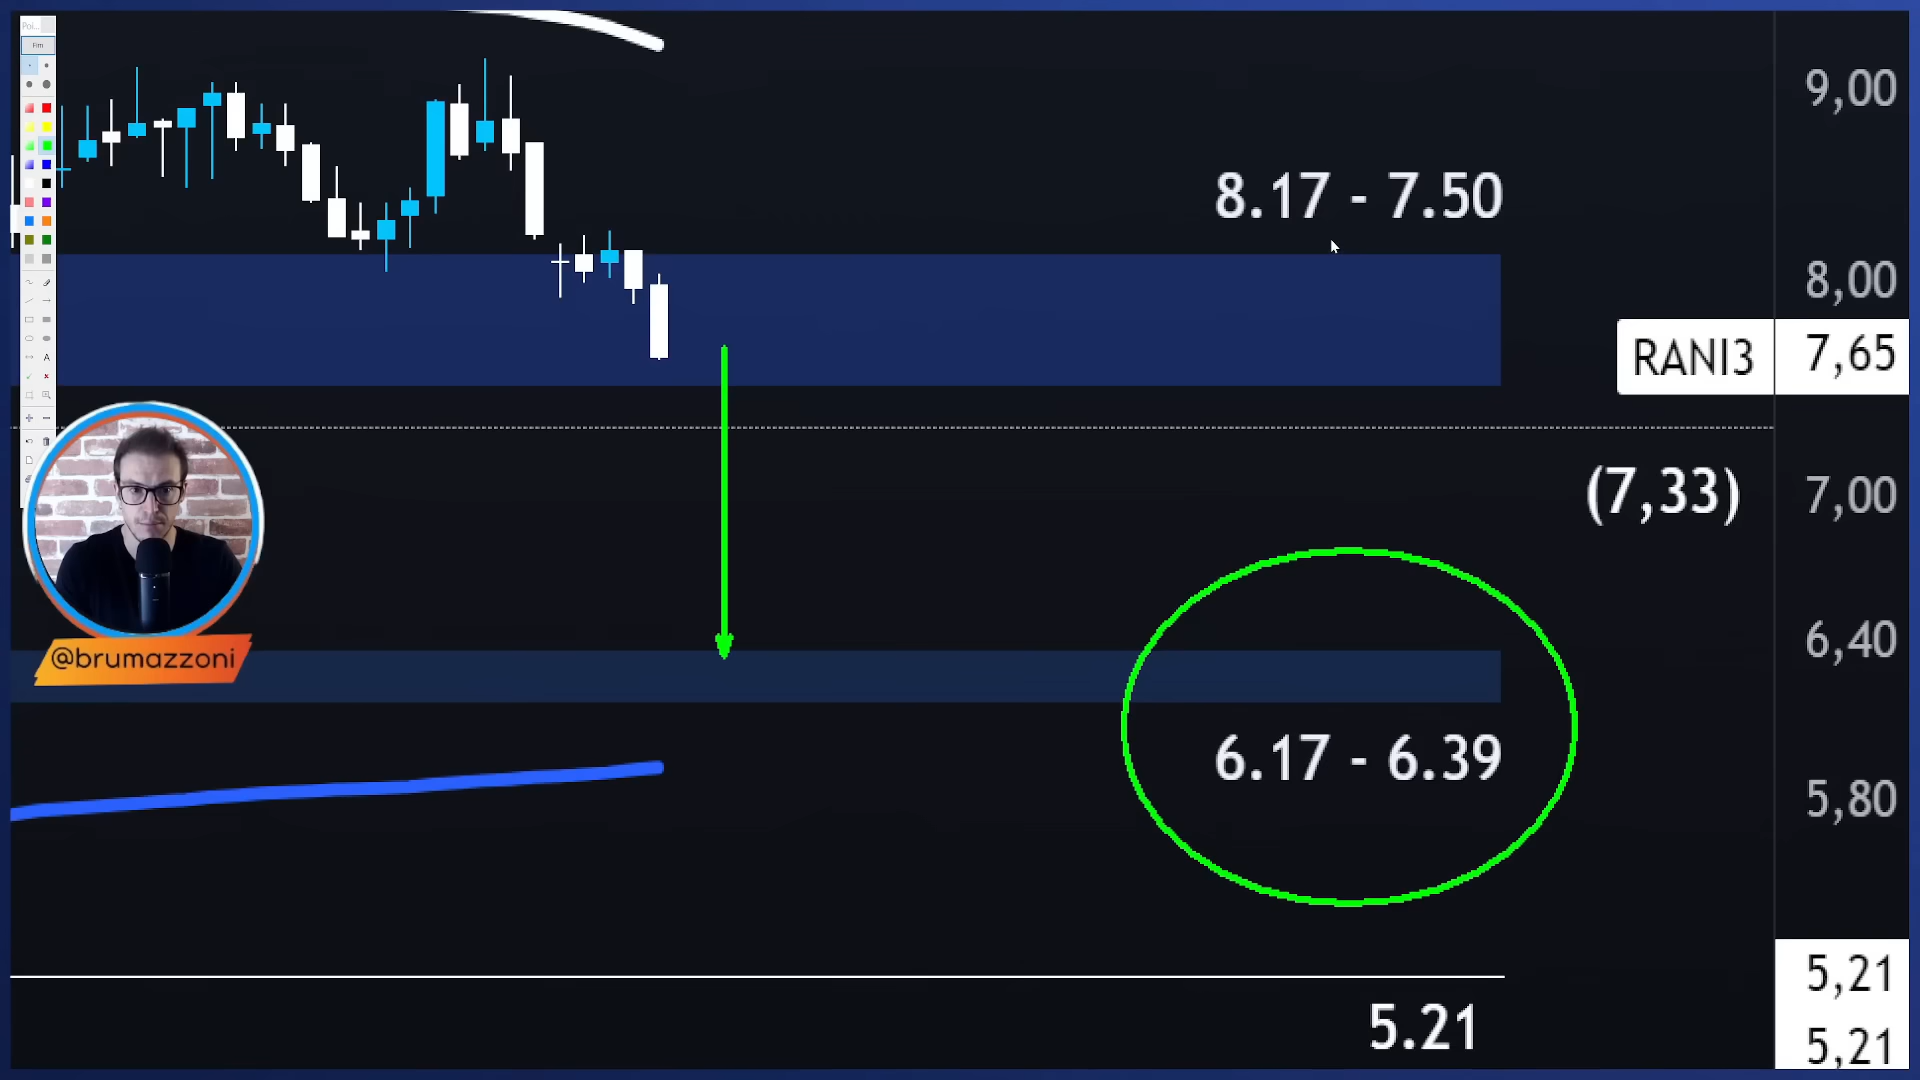 Fim
A
9,00
8.17 - 7.50
8,00
RANI3 7,65
(7,33)
7,00
6,40
@brumazzoni
6.17 - 6.39
5,80
5,21
5.21
5,21